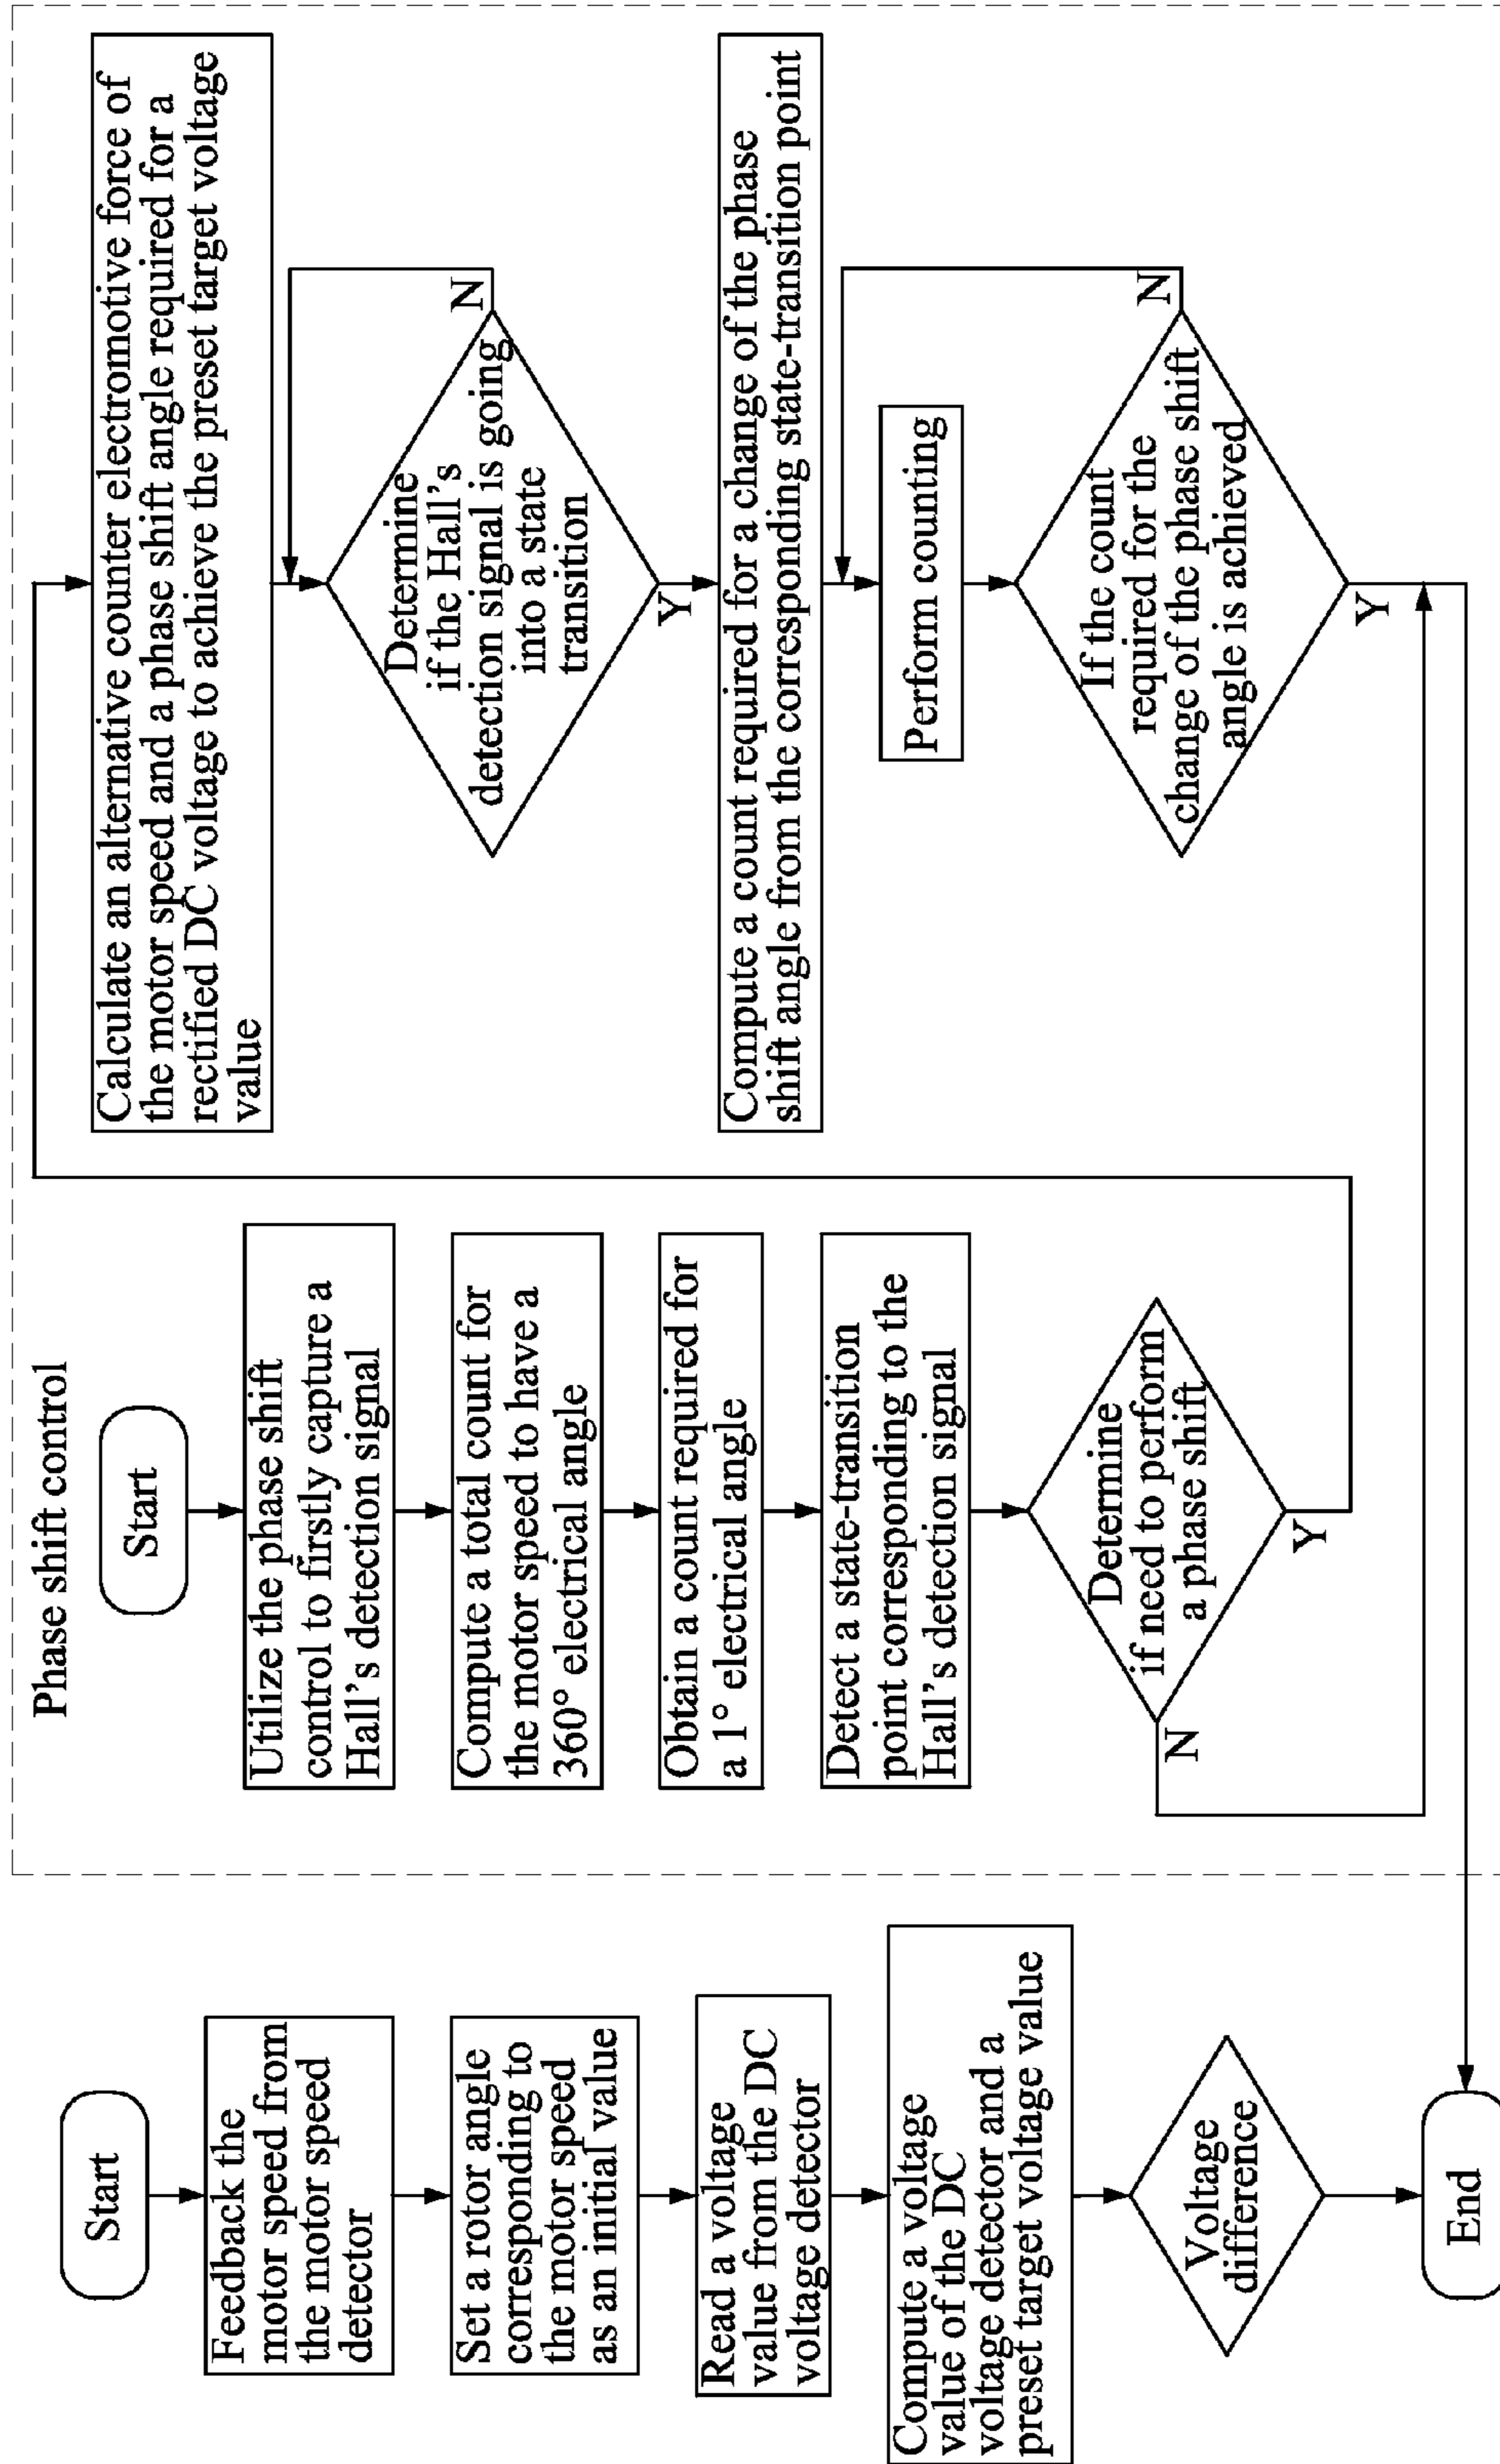 Start
Feedback the
motor speed from
the motor speed
detector
Set a rotor angle
corresponding to
the motor speed
as an initial value
Read a voltage
value from the DC
voltage detector
Compute a voltage
value of the DC
voltage detector and a
preset target voltage value
Voltage
difference
End
Phase shift control
Start
Utilize the phase shift
control to firstly capture a
Hall's detection signal
Compute a total count for
the motor speed to have a
360° electrical angle
Obtain a count required for
a 1° electrical angle
Detect a state-transition
point corresponding to the
Hall's detection signal
Determine
if need to perform
a phase shift
N
Y
Calculate an alternative counter electromotive force of
the motor speed and a phase shift angle required for a
rectified DC voltage to achieve the preset target voltage
value
Determine
if the Hall's
detection signal is going
into a state
transition
N
Y
Compute a count required for a change of the phase
shift angle from the corresponding state-transition point
Perform counting
If the count
required for the
change of the phase shift
angle is achieved
N
Y